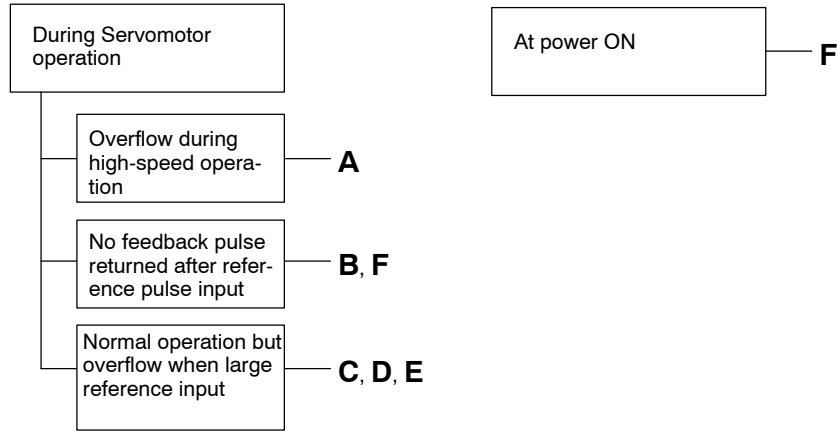 During Servomotor
operation
At power ON
F
Overflow during
high-speed opera-
tion
A
No feedback pulse
returned after refer-
ence pulse input
B, F
Normal operation but
overflow when large
reference input
C, D, E